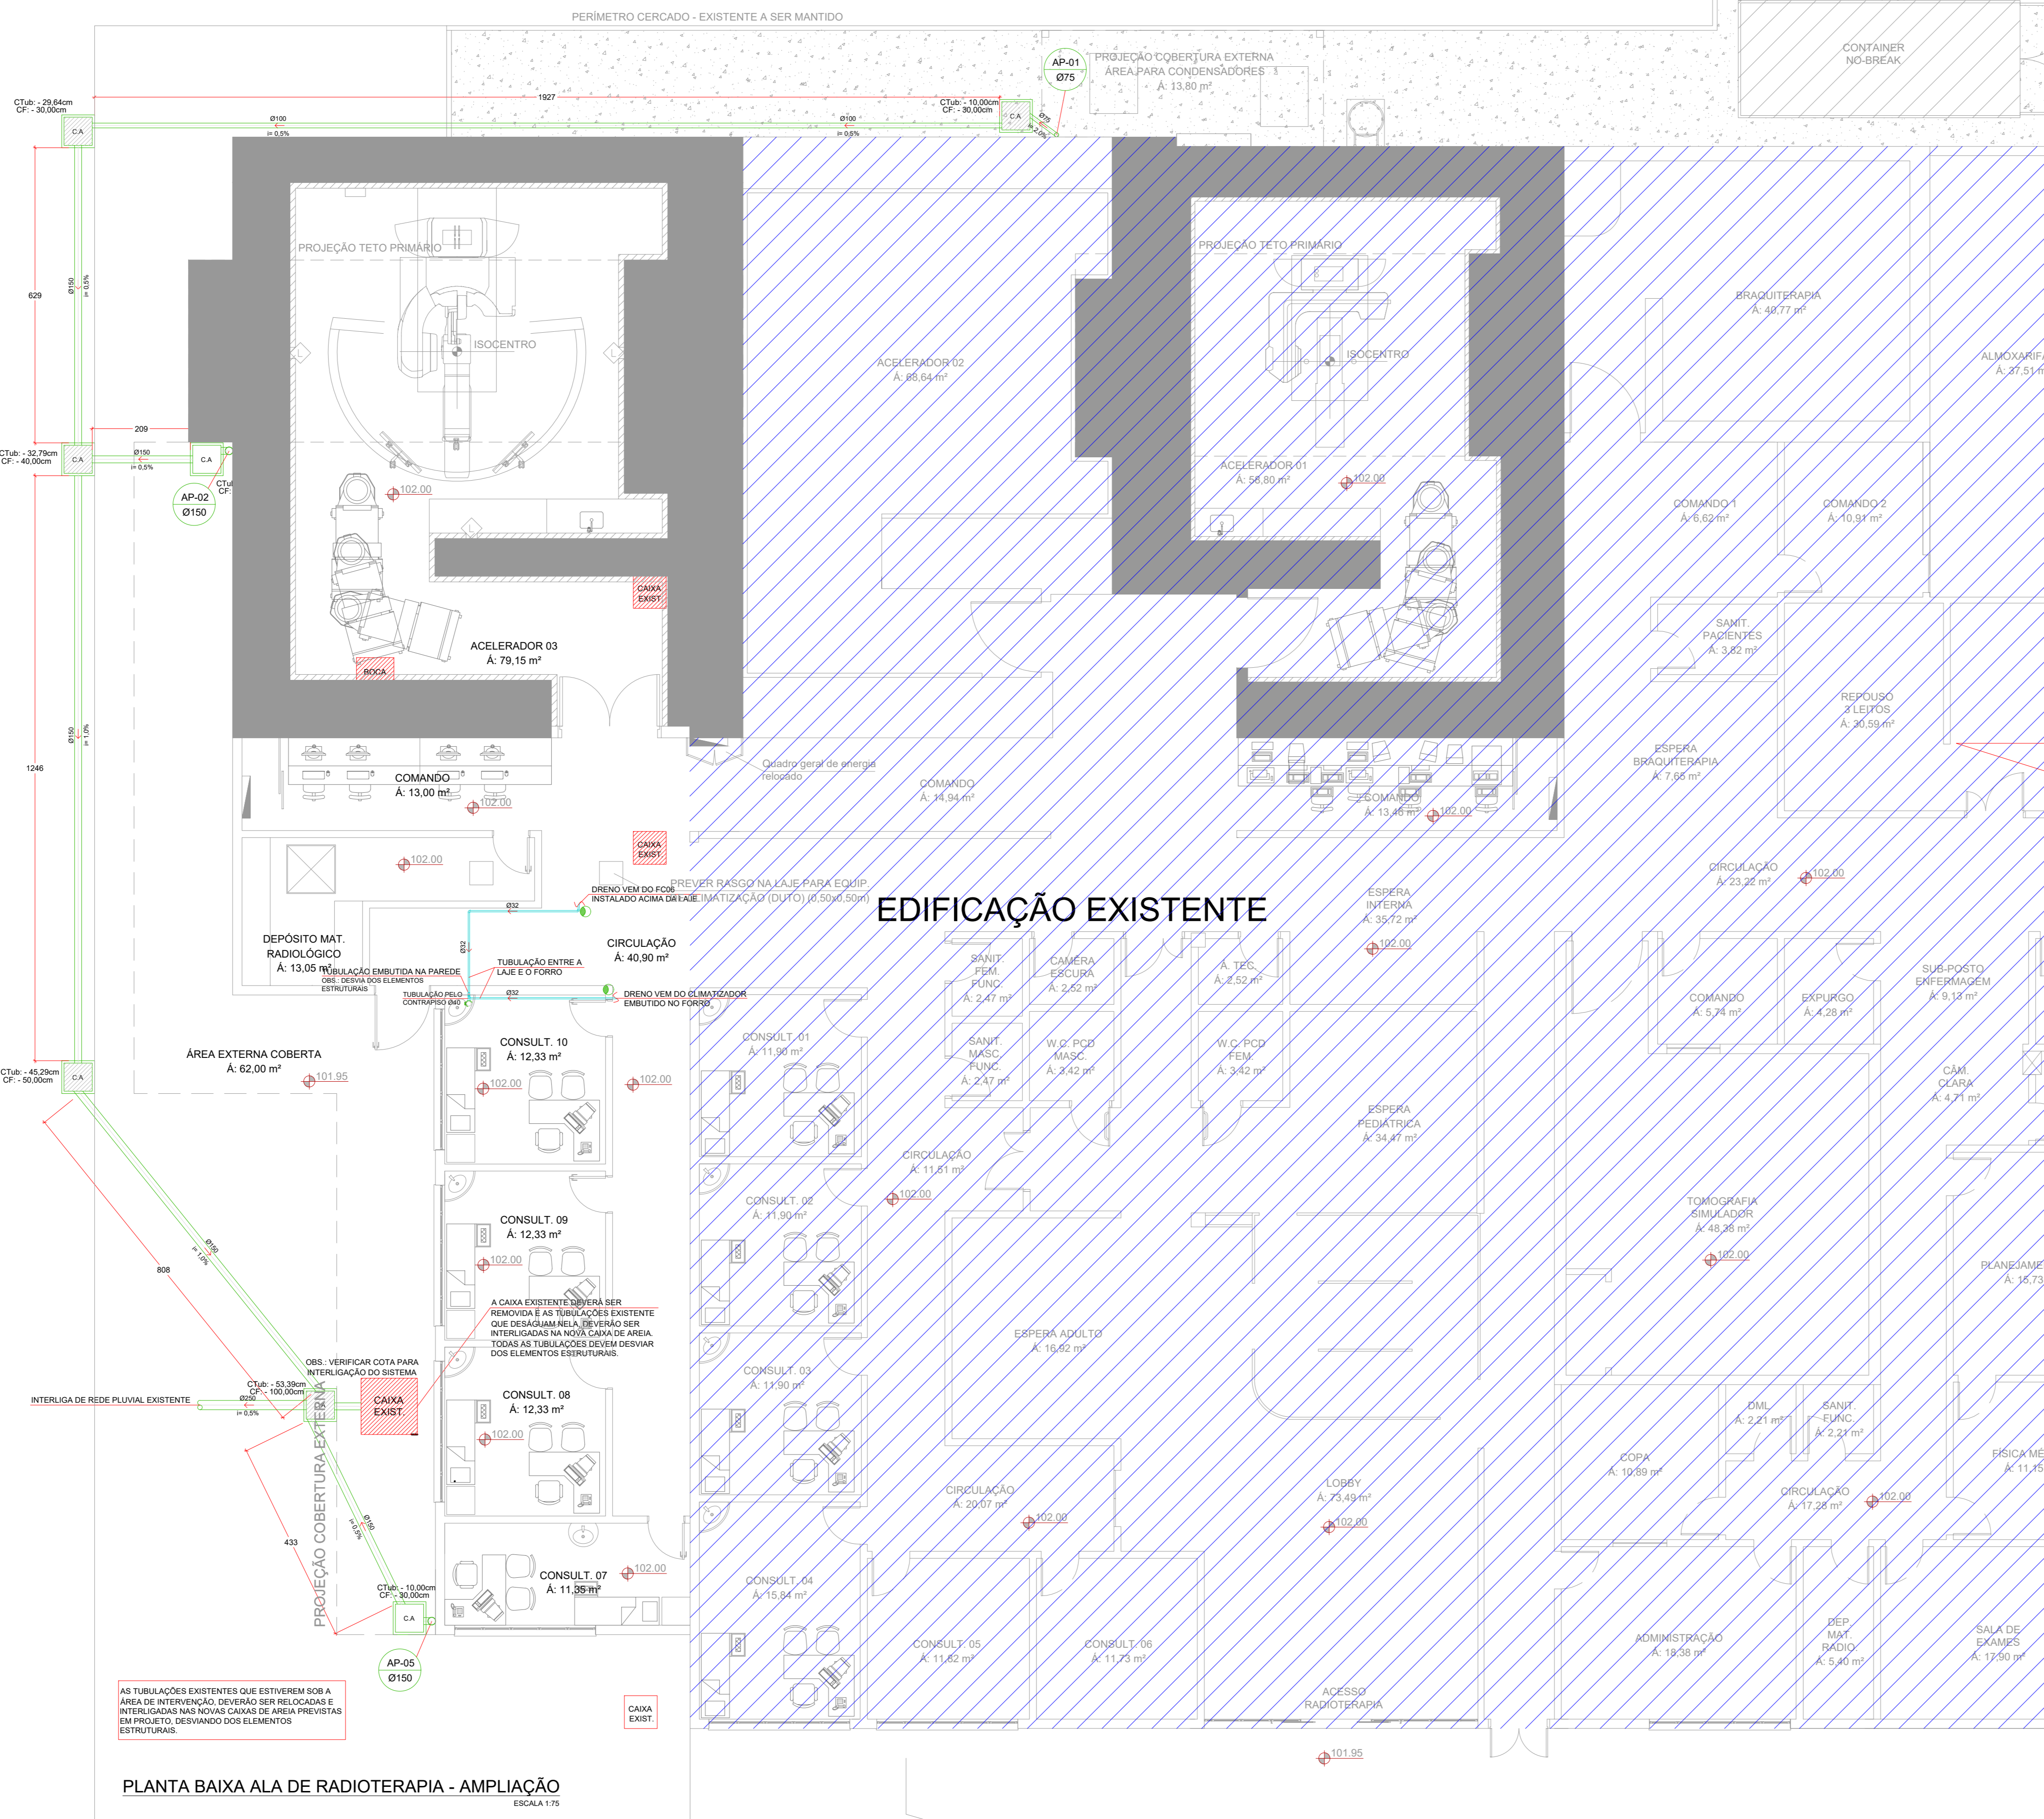 PERÍMETRO CERCADO - EXISTENTE A SER MANTIDO
CONTAINER
NO-BREAK
AP-01
Ø75
PROJEÇÃO COBERTURA EXTERNA
ÁREA PARA CONDENSADORES
Á: 13,80 m²
CTub: - 29,64cm
CF: - 30,00cm
C.A
1927
Ø100
i= 0,5%
Ø100
i= 0,5%
CTub: - 10,00cm
CF: - 30,00cm
C.A
Ø75
i= 2,0%
629
Ø150
i= 0,5%
PROJEÇÃO TETO PRIMÁRIO
ISOCENTRO
L
L
PROJEÇÃO TETO PRIMÁRIO
ISOCENTRO
BRAQUITERAPIA
Á: 40,77 m²
ACELERADOR 02
Á: 68,64 m²
209
CTub: - 32,79cm
CF: - 40,00cm
C.A
Ø150
i= 0,5%
C.A
CF:
AP-02
Ø150
102.00
L
ACELERADOR 01
Á: 58,80 m²
102.00
COMANDO 1
Á: 6,62 m²
COMANDO 2
Á: 10,91 m²
CAIXA
EXIST.
ACELERADOR 03
Á: 79,15 m²
BOCA
SANIT.
PACIENTES
Á: 3,82 m²
REPOUSO
3 LEITOS
Á: 30,59 m²
ESPERA
BRAQUITERAPIA
Á: 7,65 m²
1246
Ø150
i= 1,0%
COMANDO
Á: 13,00 m²
102.00
Quadro geral de energia
relocado
COMANDO
Á: 14,94 m²
COMANDO
Á: 13,46 m²
102.00
CAIXA
EXIST.
102.00
CIRCULAÇÃO
Á: 23,22 m²
102.00
PREVER RASGO NA LAJE PARA EQUIP.
CLIMATIZAÇÃO (DUTO) (0,50x0,50m)
DRENO VEM DO FC06
INSTALADO ACIMA DA LAJE
EDIFICAÇÃO EXISTENTE
ESPERA
INTERNA
Á: 35,72 m²
102.00
Ø32
Ø32
DEPÓSITO MAT.
RADIOLÓGICO
Á: 13,05 m²
CIRCULAÇÃO
Á: 40,90 m²
TUBULAÇÃO ENTRE A
LAJE E O FORRO
TUBULAÇÃO EMBUTIDA NA PAREDE
OBS.: DESVIA DOS ELEMENTOS
ESTRUTURAIS
TUBULAÇÃO PELO
CONTRAPISO Ø40
Ø32
DRENO VEM DO CLIMATIZADOR
EMBUTIDO NO FORRO
SANIT.
FEM.
FUNC.
Á: 2,47 m²
CAMÊRA
ESCURA
Á: 2,52 m²
A. TEC.
Á: 2,52 m²
COMANDO
Á: 5,74 m²
EXPURGO
Á: 4,28 m²
SUB-POSTO
ENFERMAGEM
Á: 9,13 m²
ÁREA EXTERNA COBERTA
Á: 62,00 m²
101.95
CTub: - 45,29cm
CF: - 50,00cm
C.A
CONSULT. 10
Á: 12,33 m²
102.00
102.00
CONSULT. 01
Á: 11,90 m²
SANIT.
MASC.
FUNC.
Á: 2,47 m²
W.C. PCD
MASC.
Á: 3,42 m²
W.C. PCD
FEM.
Á: 3,42 m²
CÂM.
CLARA
Á: 4,71 m²
ESPERA
PEDIÁTRICA
Á: 34,47 m²
CIRCULAÇÃO
Á: 11,51 m²
102.00
CONSULT. 09
Á: 12,33 m²
102.00
CONSULT. 02
Á: 11,90 m²
TOMOGRAFIA
SIMULADOR
Á: 48,38 m²
102.00
Ø150
i= 1,0%
808
A CAIXA EXISTENTE DEVERÁ SER
REMOVIDA E AS TUBULAÇÕES EXISTENTE
QUE DESÁGUAM NELA, DEVERÃO SER
INTERLIGADAS NA NOVA CAIXA DE AREIA.
TODAS AS TUBULAÇÕES DEVEM DESVIAR
DOS ELEMENTOS ESTRUTURAIS.
ESPERA ADULTO
Á: 16,92 m²
OBS.: VERIFICAR COTA PARA
INTERLIGAÇÃO DO SISTEMA
CTub: - 53,39cm
CF: - 100,00cm
INTERLIGA DE REDE PLUVIAL EXISTENTE
Ø250
i= 0,5%
CAIXA
EXIST.
CONSULT. 08
Á: 12,33 m²
102.00
CONSULT. 03
Á: 11,90 m²
DML
Á: 2,21 m²
SANIT.
FUNC.
Á: 2,21 m²
COPA
Á: 10,89 m²
PROJEÇÃO COBERTURA EXTERNA
CIRCULAÇÃO
Á: 20,07 m²
102.00
LOBBY
Á: 73,49 m²
102.00
CIRCULAÇÃO
Á: 17,28 m²
102.00
Ø150
i= 0,5%
433
CTub: - 10,00cm
CF: - 30,00cm
C.A
CONSULT. 07
Á: 11,35 m²
102.00
CONSULT. 04
Á: 15,84 m²
AP-05
Ø150
CONSULT. 05
Á: 11,62 m²
CONSULT. 06
Á: 11,73 m²
ADMINISTRAÇÃO
Á: 18,38 m²
DEP.
MAT.
RADIO.
Á: 5,40 m²
SALA DE
EXAMES
Á: 17,90 m²
AS TUBULAÇÕES EXISTENTES QUE ESTIVEREM SOB A
ÁREA DE INTERVENÇÃO, DEVERÃO SER RELOCADAS E
INTERLIGADAS NAS NOVAS CAIXAS DE AREIA PREVISTAS
EM PROJETO, DESVIANDO DOS ELEMENTOS
ESTRUTURAIS.
CAIXA
EXIST.
ACESSO
RADIOTERAPIA
101.95
PLANTA BAIXA ALA DE RADIOTERAPIA - AMPLIAÇÃO
ESCALA 1:75